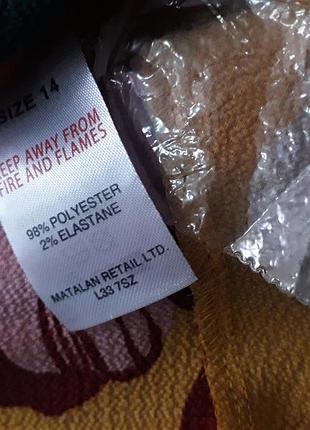 SIZE 14
KEEP AWAY FROM
FIRE AND FLAMES
98% POLYESTER
2% ELASTANE
MATALAN RETAIL LTD.
L33 7SZ